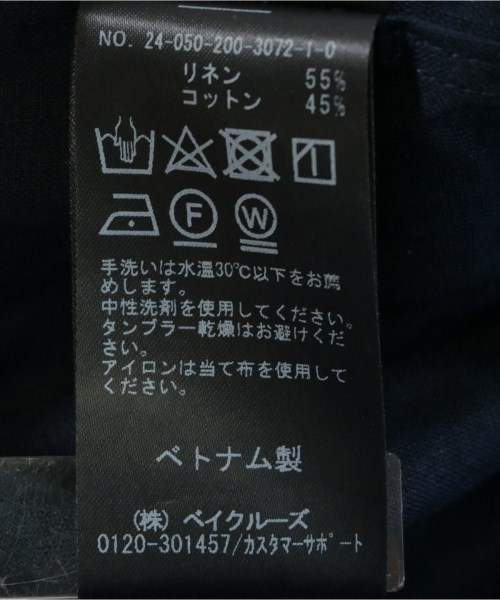 NO. 24-050-200-3072-1-0
リネン 55%
コットン 45%
F W
手洗いは水温30℃以下をお薦
めします。
中性洗剤を使用してください。
タンブラー乾燥はお避けくだ
さい。
アイロンは当て布を使用して
ください。
ベトナム製
(株) ベイクルーズ
0120-301457/カスタマーサポート